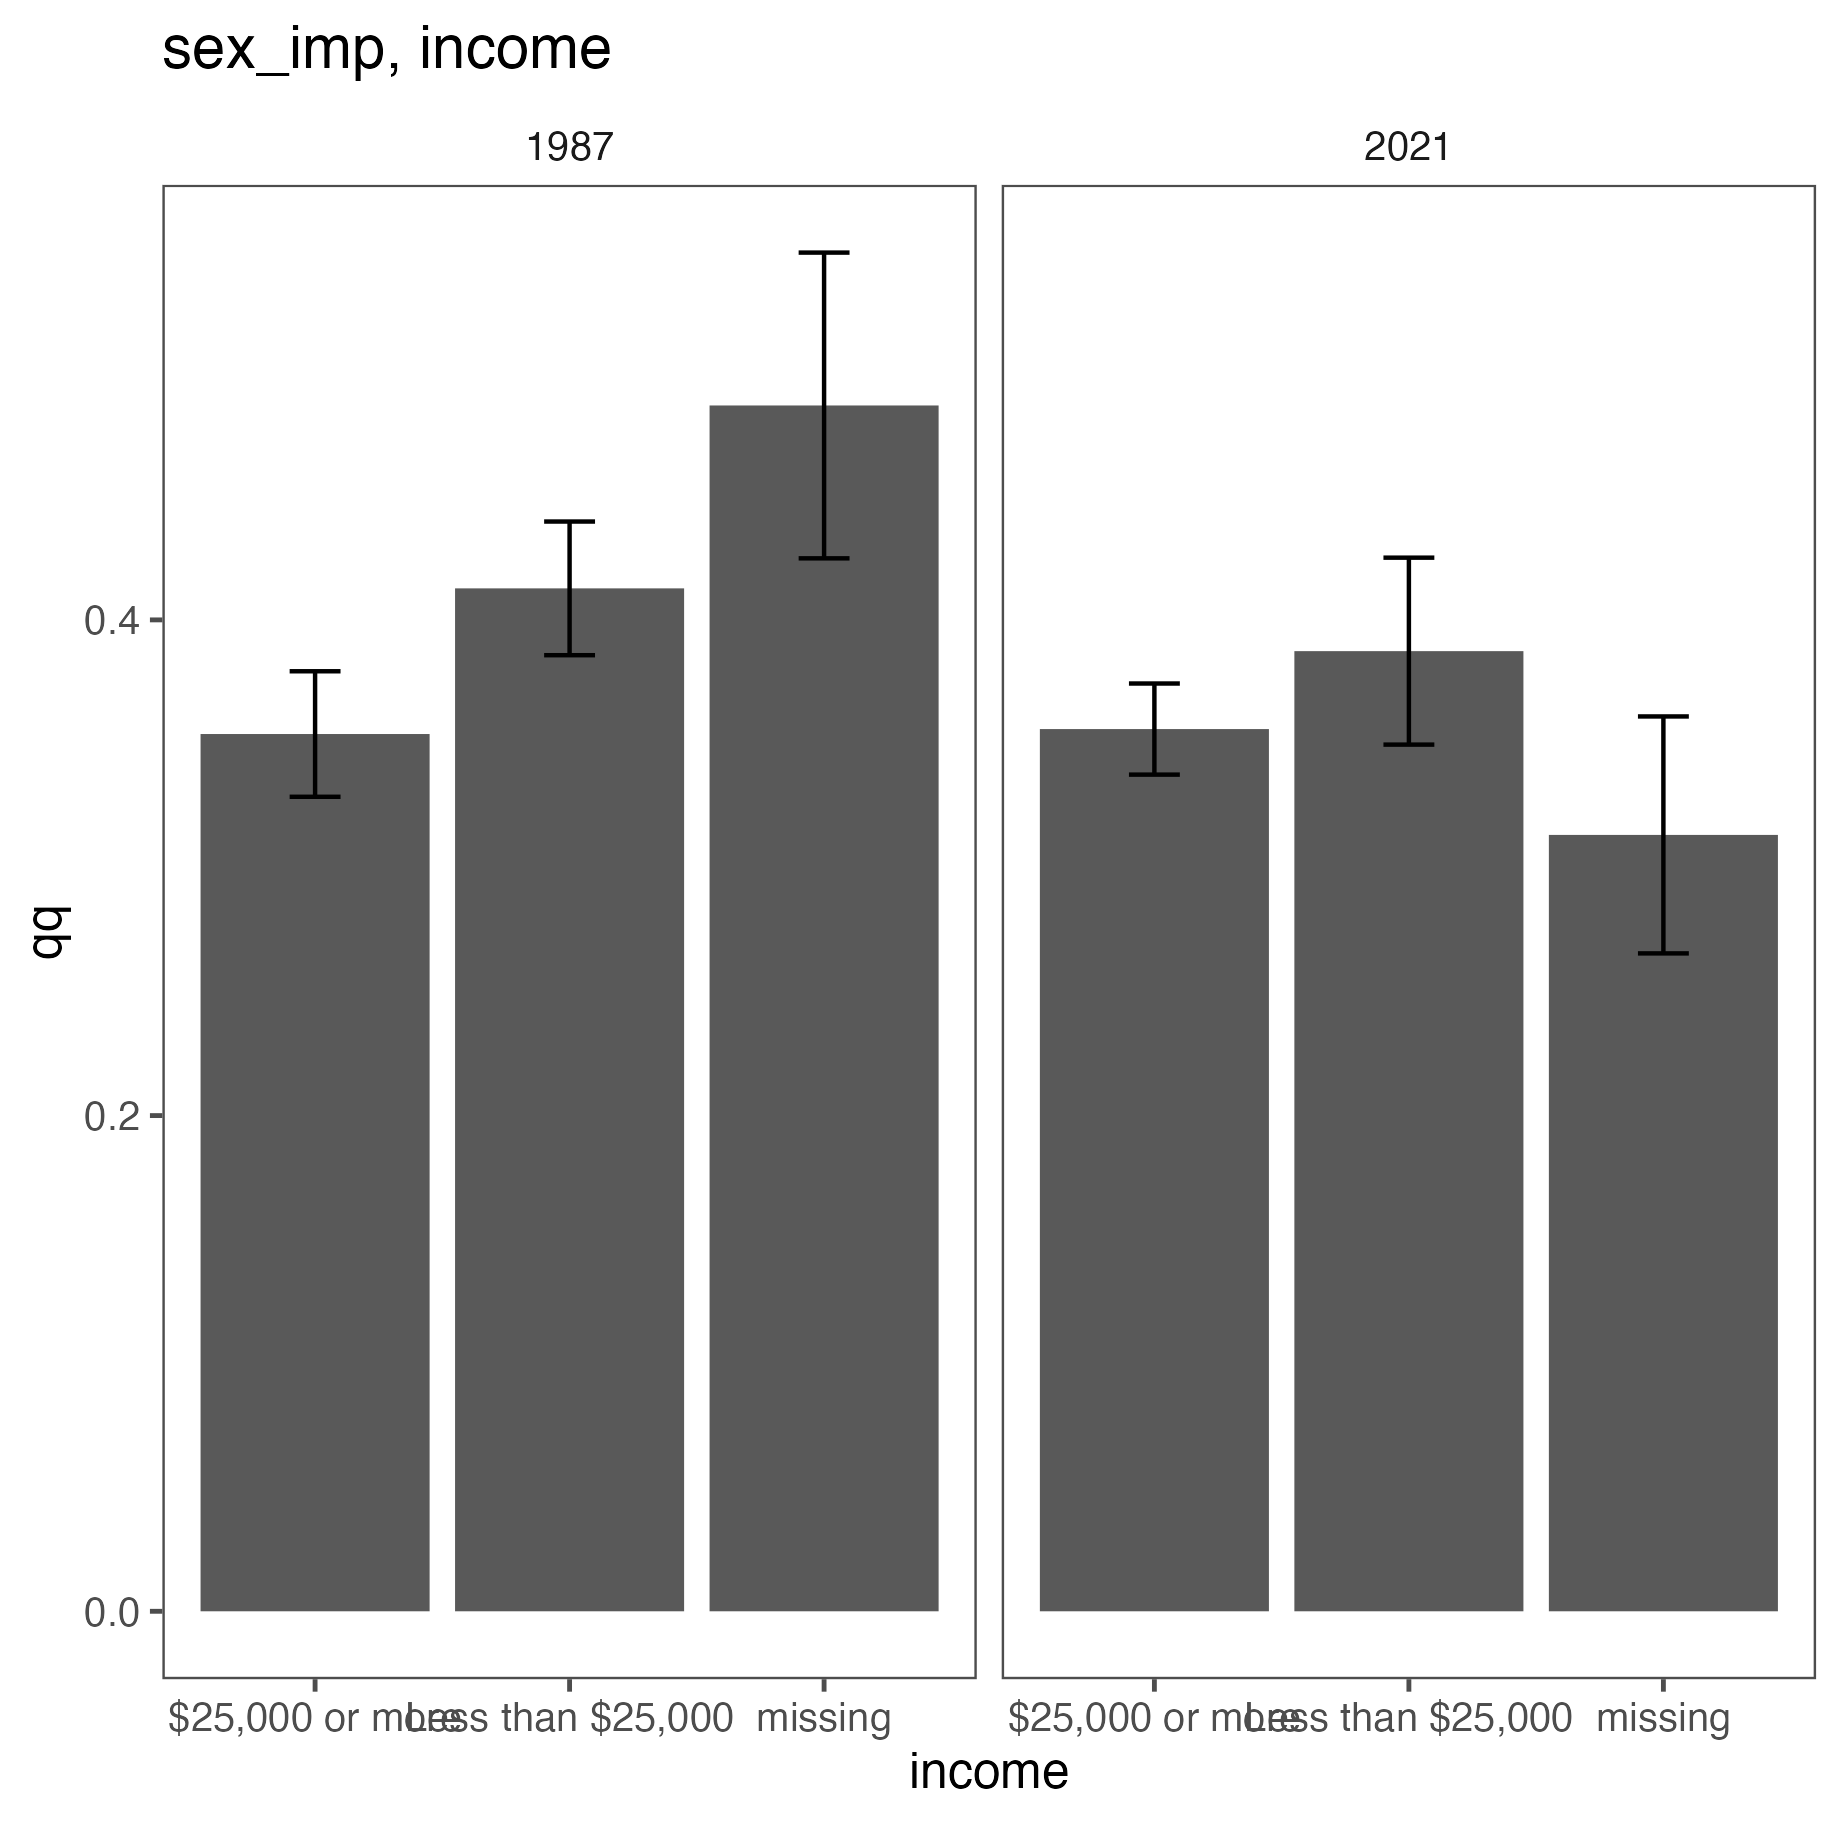 sex_imp, income
1987 2021
qq
0.4
0.2
0.0
$25,000 or more Less than $25,000 missing $25,000 or more Less than $25,000 missing
income